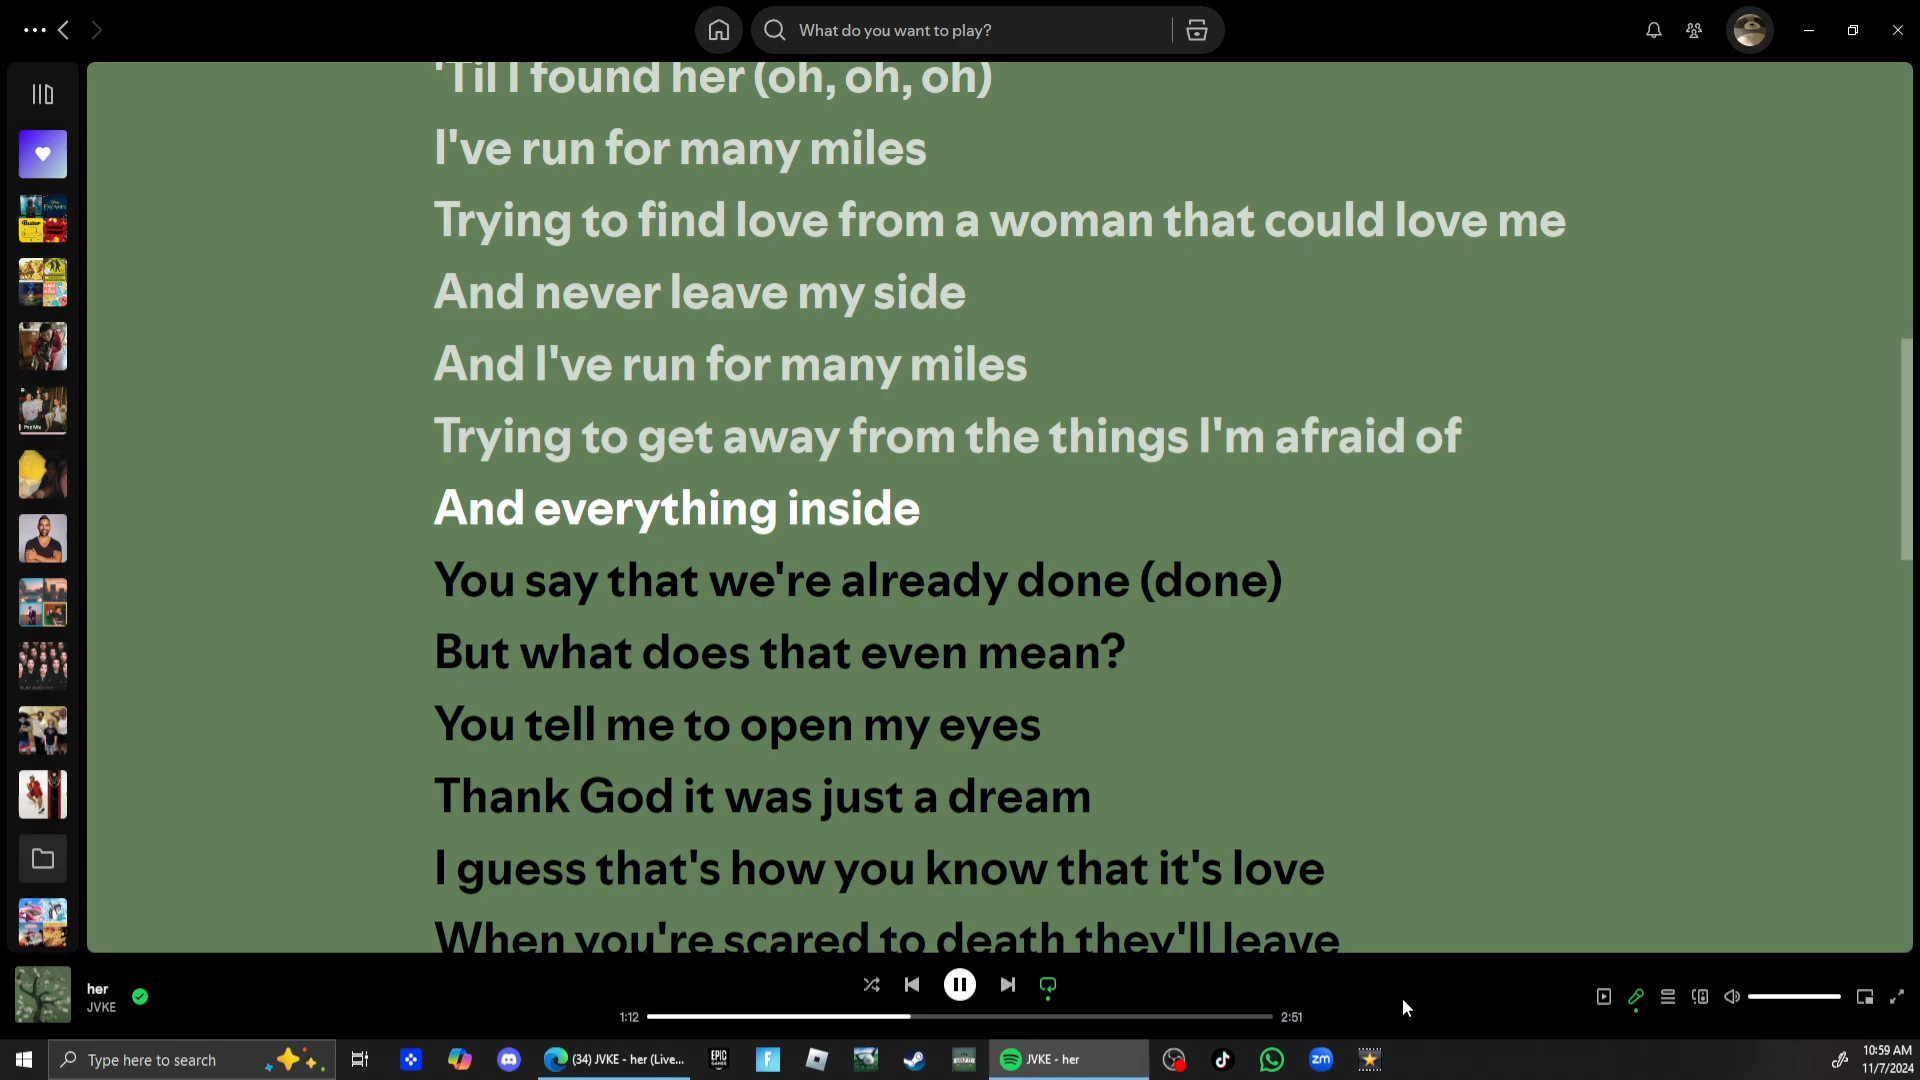 What do you want to play?
'Til I found her (oh, oh, oh)
I've run for many miles
Trying to find love from a woman that could love me
And never leave my side
And I've run for many miles
Trying to get away from the things I'm afraid of
And everything inside
You say that we're already done (done)
But what does that even mean?
You tell me to open my eyes
Thank God it was just a dream
I guess that's how you know that it's love
When you're scared to death they'll leave
her
JVKE
1:12
2:51
Type here to search
(34) JVKE - her (Live...
EPIC GAMES
JVKE - her
zm
10:59 AM
11/7/2024